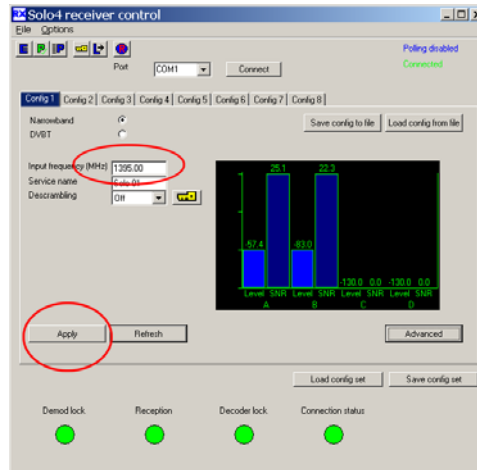 Solo4 receiver control
File Options
E P IP
Polling disabled
Port COM1 Connect Connected
Config 1 Config 2 Config 3 Config 4 Config 5 Config 6 Config 7 Config 8
Narrowband Save config to file Load config from file
DVBT
Input frequency (MHz) 1395.00
Service name Solo 01
Descrambling Off
25.1 22.3
-57.4 -83.0 -130.0 0.0 -130.0 0.0
Level SNR Level SNR Level SNR Level SNR
A B C D
Apply Refresh Advanced
Load config set Save config set
Demod lock Reception Decoder lock Connection status